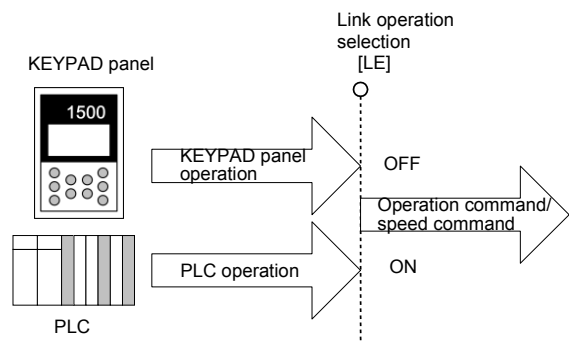 Link operation
selection
[LE]
KEYPAD panel
1500
KEYPAD panel
operation
OFF
Operation command/
speed command
PLC operation
ON
PLC